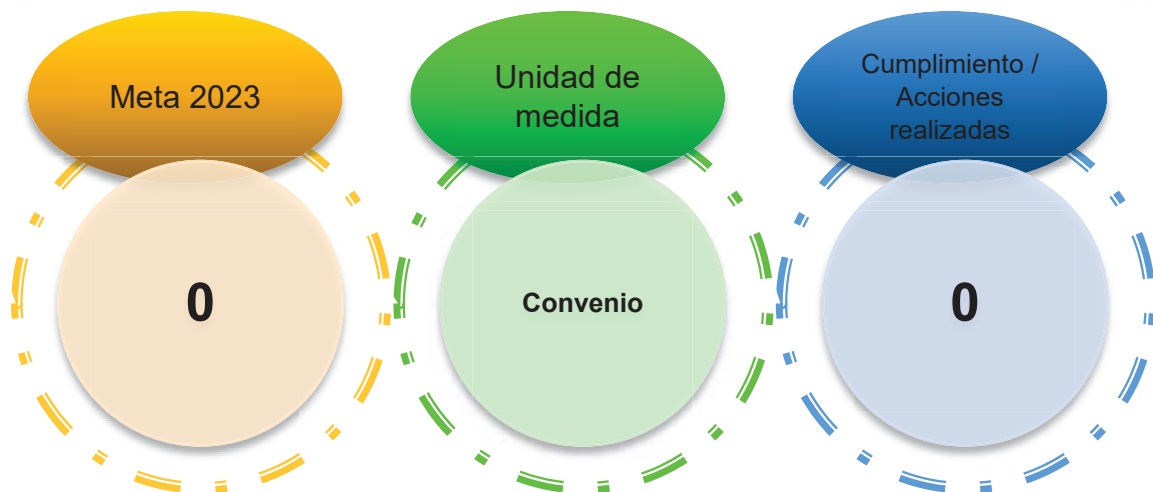 Meta 2023
Unidad de
medida
Cumplimiento /
Acciones
realizadas
0
Convenio
0